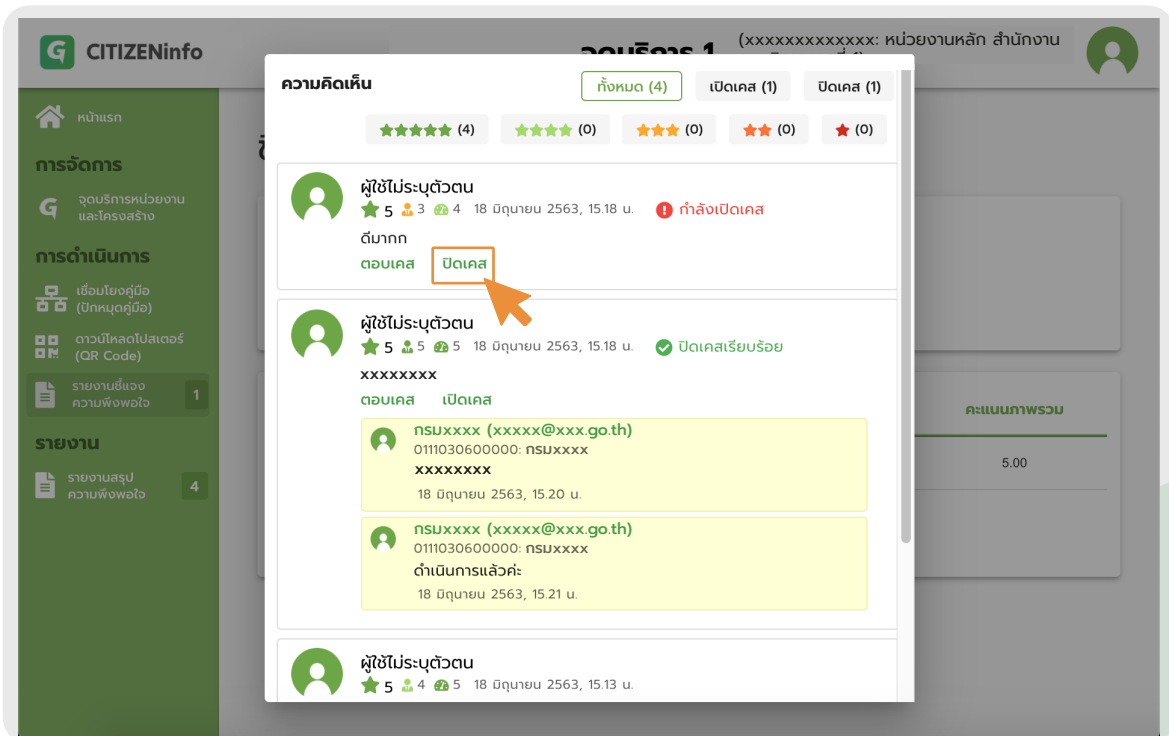 CITIZENinfo
จุดบริการ 1
(xxxxxxxxxxxxx: หน่วยงานหลัก สำนักงาน
หน้าแรก
การจัดการ
จุดบริการหน่วยงาน
และโครงสร้าง
การดำเนินการ
เชื่อมโยงคู่มือ
(ปักหมุดคู่มือ)
ดาวน์โหลดโปสเตอร์
(QR Code)
รายงานชี้แจง
ความพึงพอใจ
1
รายงาน
รายงานสรุป
ความพึงพอใจ
4
ความคิดเห็น
ทั้งหมด (4)
เปิดเคส (1)
ปิดเคส (1)
(4)
(0)
(0)
(0)
(0)
ผู้ใช้ไม่ระบุตัวตน
5 3 4 18 มิถุนายน 2563, 15.18 น. กำลังเปิดเคส
ดีมากก
ตอบเคส ปิดเคส
ผู้ใช้ไม่ระบุตัวตน
5 5 5 18 มิถุนายน 2563, 15.18 น. ปิดเคสเรียบร้อย
xxxxxxxx
ตอบเคส เปิดเคส
กรมxxxx (xxxxx@xxx.go.th)
0111030600000: กรมxxxx
xxxxxxxx
18 มิถุนายน 2563, 15.20 น.
กรมxxxx (xxxxx@xxx.go.th)
0111030600000: กรมxxxx
ดำเนินการแล้วค่ะ
18 มิถุนายน 2563, 15.21 น.
ผู้ใช้ไม่ระบุตัวตน
5 4 5 18 มิถุนายน 2563, 15.13 น.
คะแนนภาพรวม
5.00